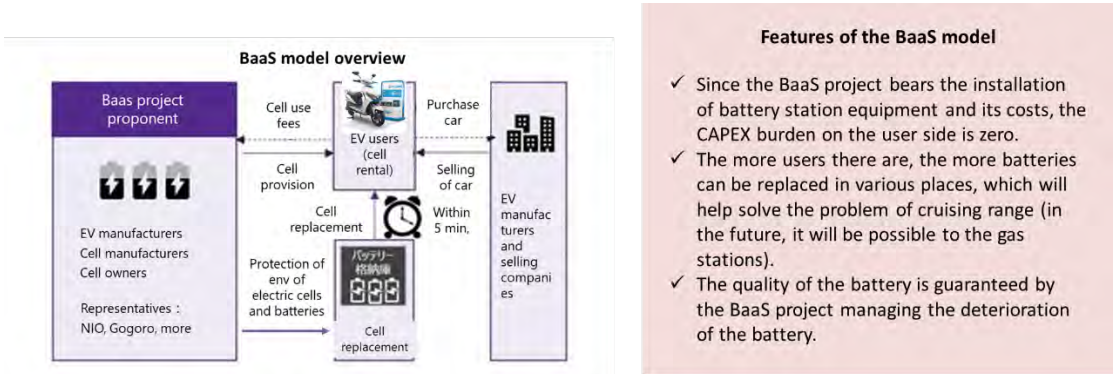 BaaS model overview
Baas project
proponent
EV manufacturers
Cell manufacturers
Cell owners
Representatives：
NIO, Gogoro, more
Cell use
fees
Cell
provision
EV users
(cell
rental)
Purchase
car
Selling
of car
Cell
replacement
Within
5 min.
Protection of
env of
electric cells
and batteries
バッテリー
格納庫
Cell
replacement
EV
manufac
turers
and
selling
compani
es
Features of the BaaS model
✓ Since the BaaS project bears the installation
of battery station equipment and its costs, the
CAPEX burden on the user side is zero.
✓ The more users there are, the more batteries
can be replaced in various places, which will
help solve the problem of cruising range (in
the future, it will be possible to the gas
stations).
✓ The quality of the battery is guaranteed by
the BaaS project managing the deterioration
of the battery.